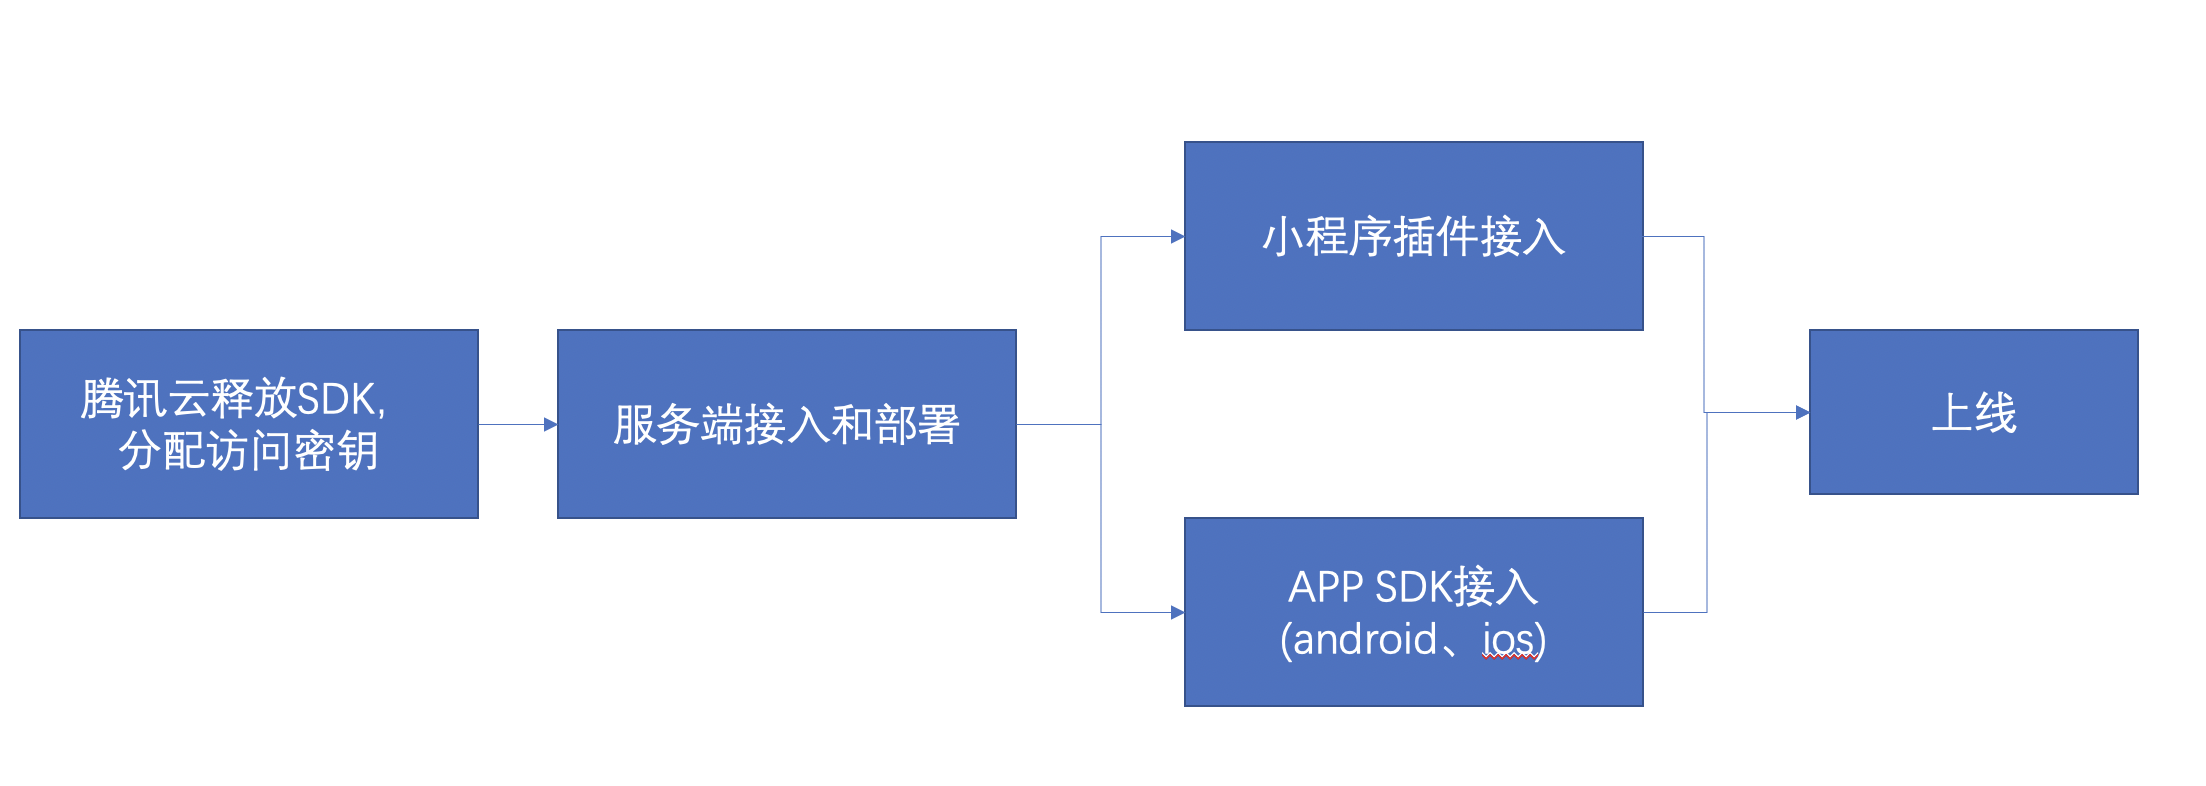 腾讯云释放SDK,
分配访问密钥
服务端接入和部署
小程序插件接入
APP SDK接入
(android、ios)
上线